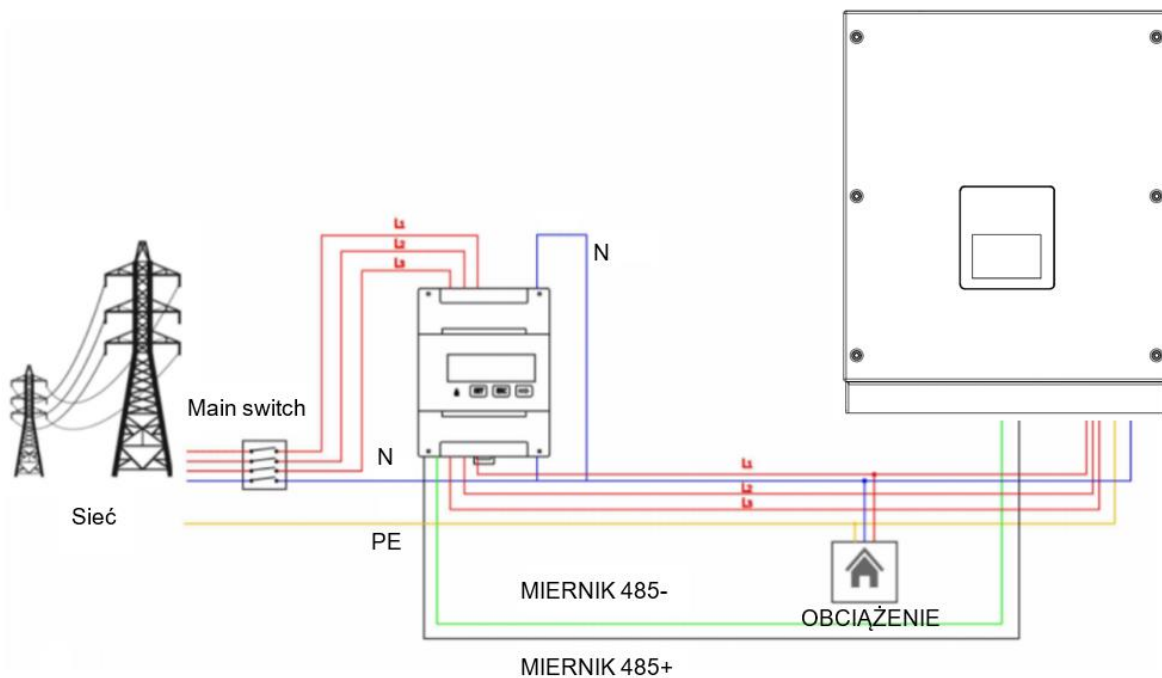 L1
L2
L3
N
Main switch
N
L1
L2
L3
Sieć
PE
MIERNIK 485-
OBCIĄŻENIE
MIERNIK 485+